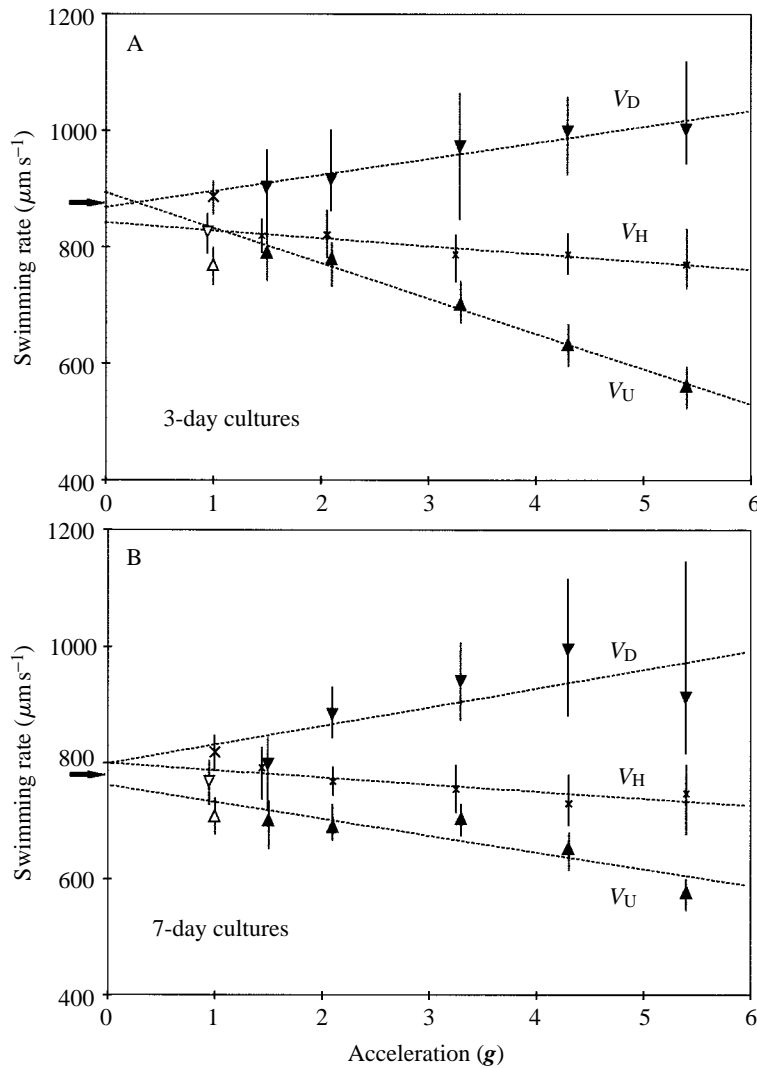 1200
A
V_D
1000
Swimming rate (μm s⁻¹)
800
V_H
600
V_U
3-day cultures
400
0 1 2 3 4 5 6
1200
B
V_D
1000
Swimming rate (μm s⁻¹)
800
V_H
600
V_U
7-day cultures
400
0 1 2 3 4 5 6
Acceleration (g)